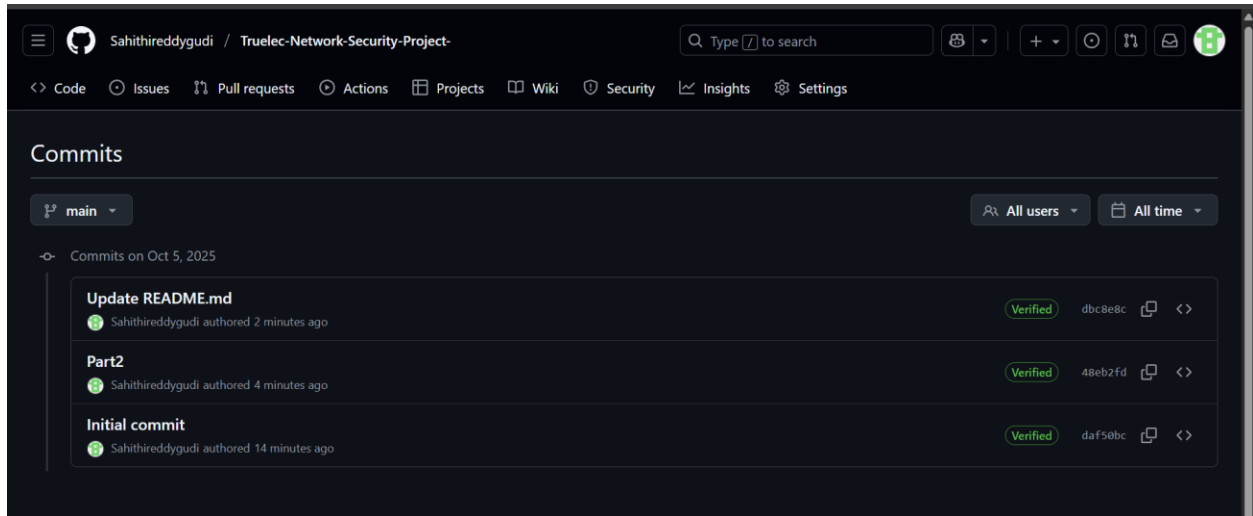 Sahithireddygudi / Truelec-Network-Security-Project-
Type / to search
Code Issues Pull requests Actions Projects Wiki Security Insights Settings
Commits
main All users All time
Commits on Oct 5, 2025
Update README.md
Sahithireddygudi authored 2 minutes ago
Verified dbc8e8c
Part2
Sahithireddygudi authored 4 minutes ago
Verified 48eb2fd
Initial commit
Sahithireddygudi authored 14 minutes ago
Verified daf50bc